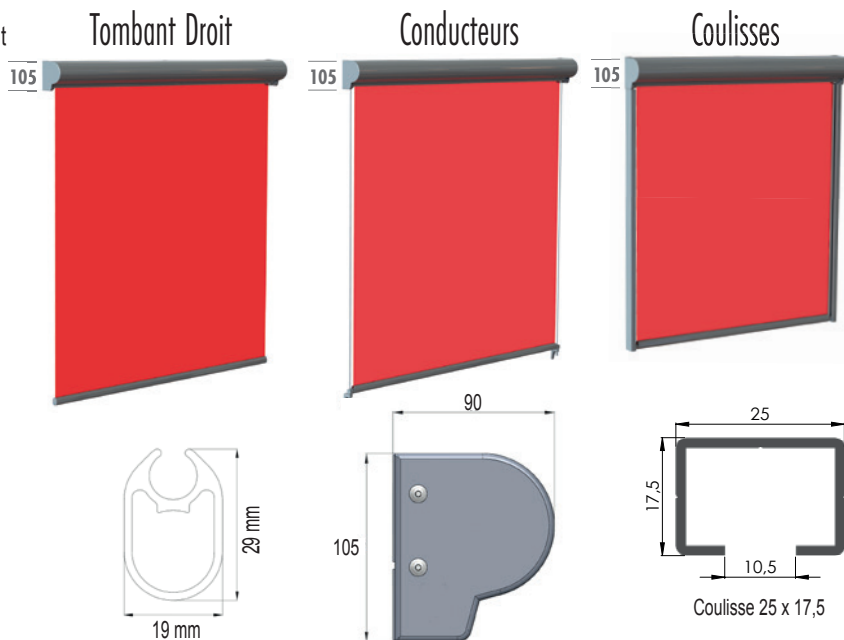 t
Tombant Droit
Conducteurs
Coulisses
105
105
105
90
25
29 mm
17,5
105
10,5
19 mm
Coulisse 25 x 17,5